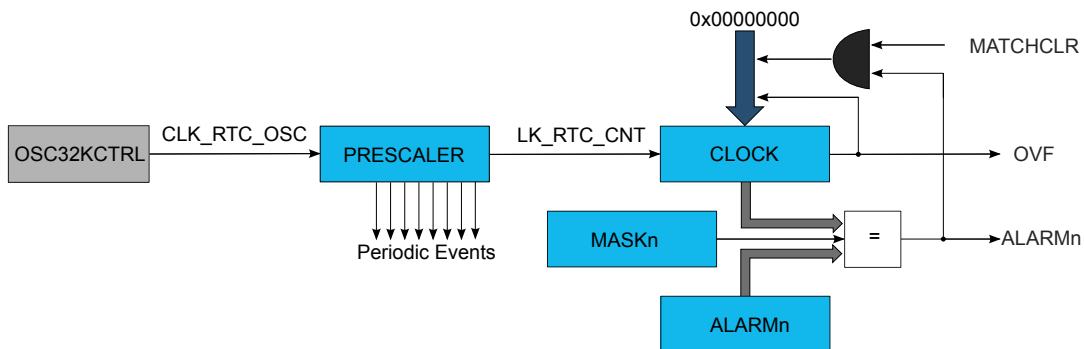 0x00000000
MATCHCLR
OSC32KCTRL
CLK_RTC_OSC
PRESCALER
LK_RTC_CNT
CLOCK
OVF
Periodic Events
MASKn
=
ALARMn
ALARMn